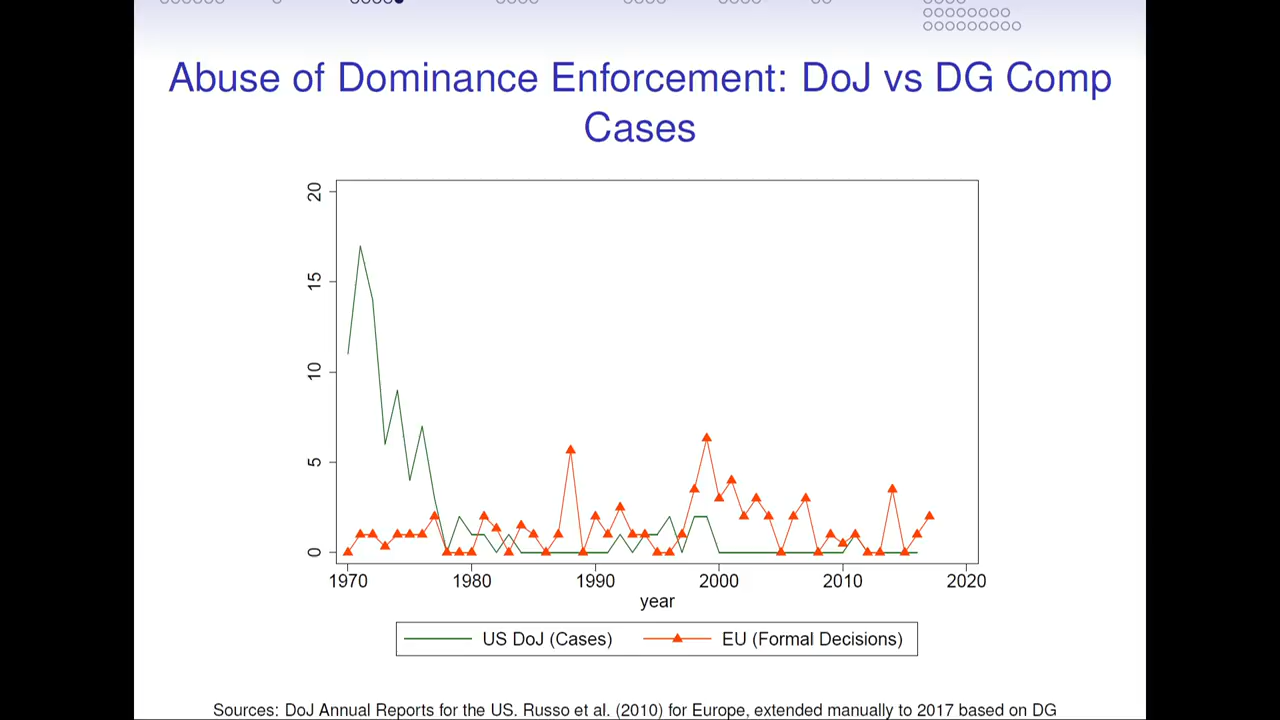 Abuse of Dominance Enforcement: DoJ vs DG Comp
Cases
20
15
10
5
0
1970 1980 1990 2000 2010 2020
year
US DoJ (Cases) EU (Formal Decisions)
Sources: DoJ Annual Reports for the US. Russo et al. (2010) for Europe, extended manually to 2017 based on DG